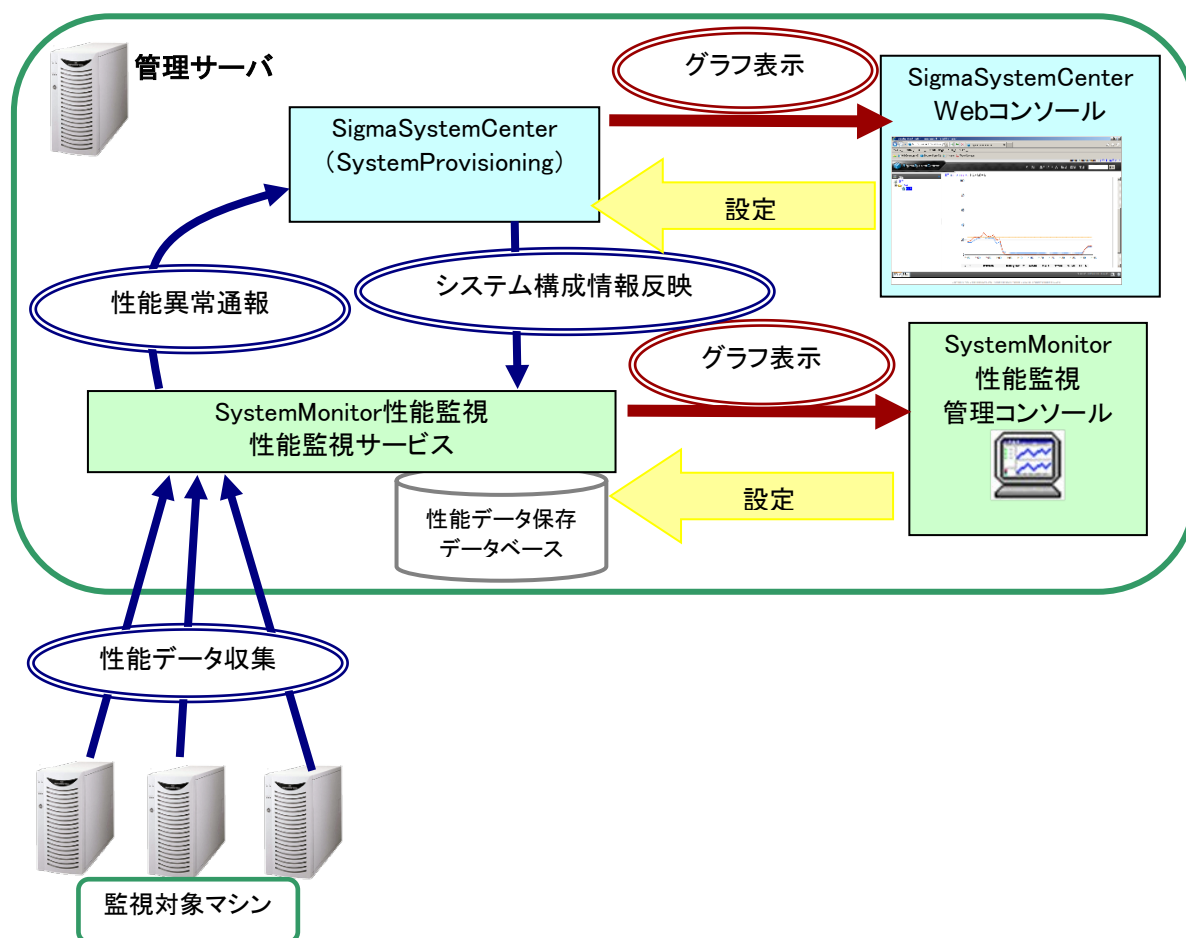 管理サーバ
グラフ表示
SigmaSystemCenter
Webコンソール
SigmaSystemCenter
（SystemProvisioning）
設定
性能異常通報
システム構成情報反映
グラフ表示
SystemMonitor
性能監視
管理コンソール
SystemMonitor性能監視
性能監視サービス
設定
性能データ保存
データベース
性能データ収集
監視対象マシン